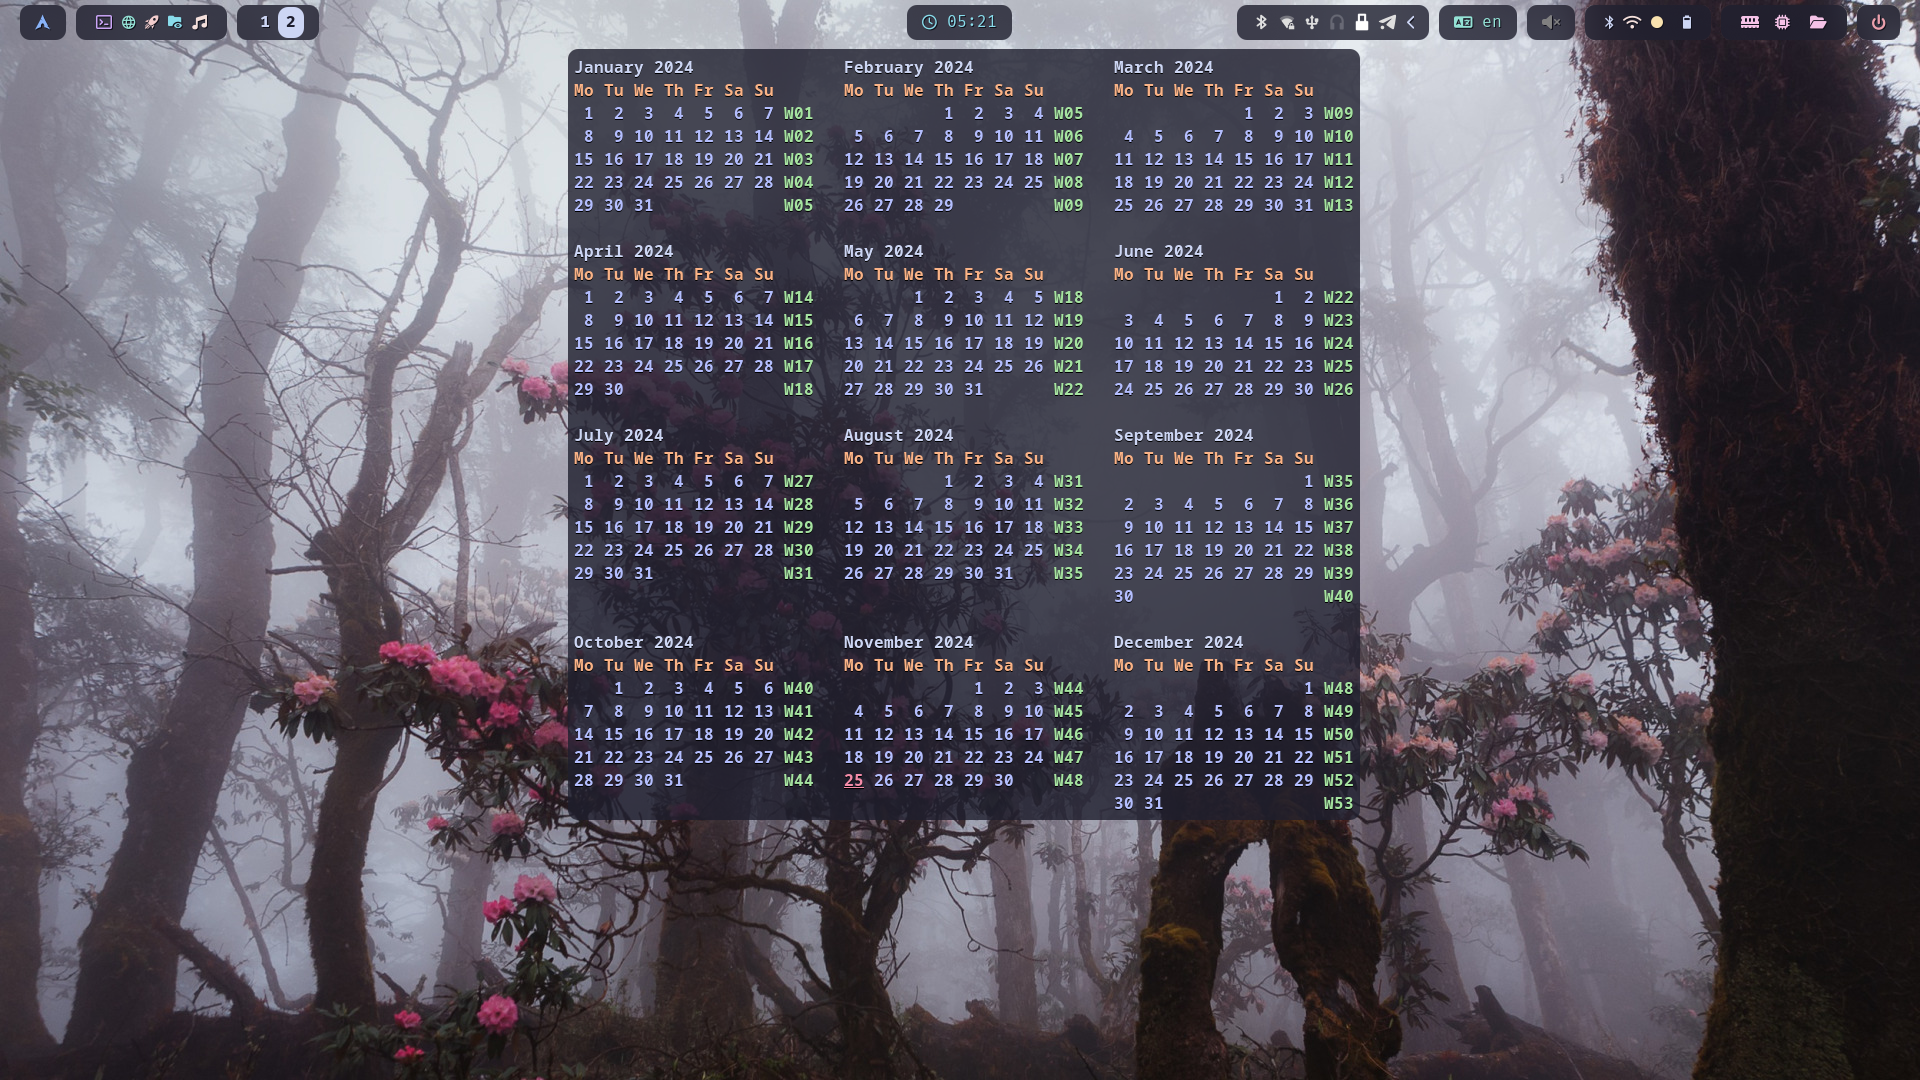 1 2 05:21 en
January 2024 February 2024 March 2024
Mo Tu We Th Fr Sa Su Mo Tu We Th Fr Sa Su Mo Tu We Th Fr Sa Su
1 2 3 4 5 6 7 W01 1 2 3 4 W05 1 2 3 W09
8 9 10 11 12 13 14 W02 5 6 7 8 9 10 11 W06 4 5 6 7 8 9 10 W10
15 16 17 18 19 20 21 W03 12 13 14 15 16 17 18 W07 11 12 13 14 15 16 17 W11
22 23 24 25 26 27 28 W04 19 20 21 22 23 24 25 W08 18 19 20 21 22 23 24 W12
29 30 31 W05 26 27 28 29 W09 25 26 27 28 29 30 31 W13
April 2024 May 2024 June 2024
Mo Tu We Th Fr Sa Su Mo Tu We Th Fr Sa Su Mo Tu We Th Fr Sa Su
1 2 3 4 5 6 7 W14 1 2 3 4 5 W18 1 2 W22
8 9 10 11 12 13 14 W15 6 7 8 9 10 11 12 W19 3 4 5 6 7 8 9 W23
15 16 17 18 19 20 21 W16 13 14 15 16 17 18 19 W20 10 11 12 13 14 15 16 W24
22 23 24 25 26 27 28 W17 20 21 22 23 24 25 26 W21 17 18 19 20 21 22 23 W25
29 30 W18 27 28 29 30 31 W22 24 25 26 27 28 29 30 W26
July 2024 August 2024 September 2024
Mo Tu We Th Fr Sa Su Mo Tu We Th Fr Sa Su Mo Tu We Th Fr Sa Su
1 2 3 4 5 6 7 W27 1 2 3 4 W31 1 W35
8 9 10 11 12 13 14 W28 5 6 7 8 9 10 11 W32 2 3 4 5 6 7 8 W36
15 16 17 18 19 20 21 W29 12 13 14 15 16 17 18 W33 9 10 11 12 13 14 15 W37
22 23 24 25 26 27 28 W30 19 20 21 22 23 24 25 W34 16 17 18 19 20 21 22 W38
29 30 31 W31 26 27 28 29 30 31 W35 23 24 25 26 27 28 29 W39
30 W40
October 2024 November 2024 December 2024
Mo Tu We Th Fr Sa Su Mo Tu We Th Fr Sa Su Mo Tu We Th Fr Sa Su
1 2 3 4 5 6 W40 1 2 3 W44 1 W48
7 8 9 10 11 12 13 W41 4 5 6 7 8 9 10 W45 2 3 4 5 6 7 8 W49
14 15 16 17 18 19 20 W42 11 12 13 14 15 16 17 W46 9 10 11 12 13 14 15 W50
21 22 23 24 25 26 27 W43 18 19 20 21 22 23 24 W47 16 17 18 19 20 21 22 W51
28 29 30 31 W44 25 26 27 28 29 30 W48 23 24 25 26 27 28 29 W52
30 31 W53